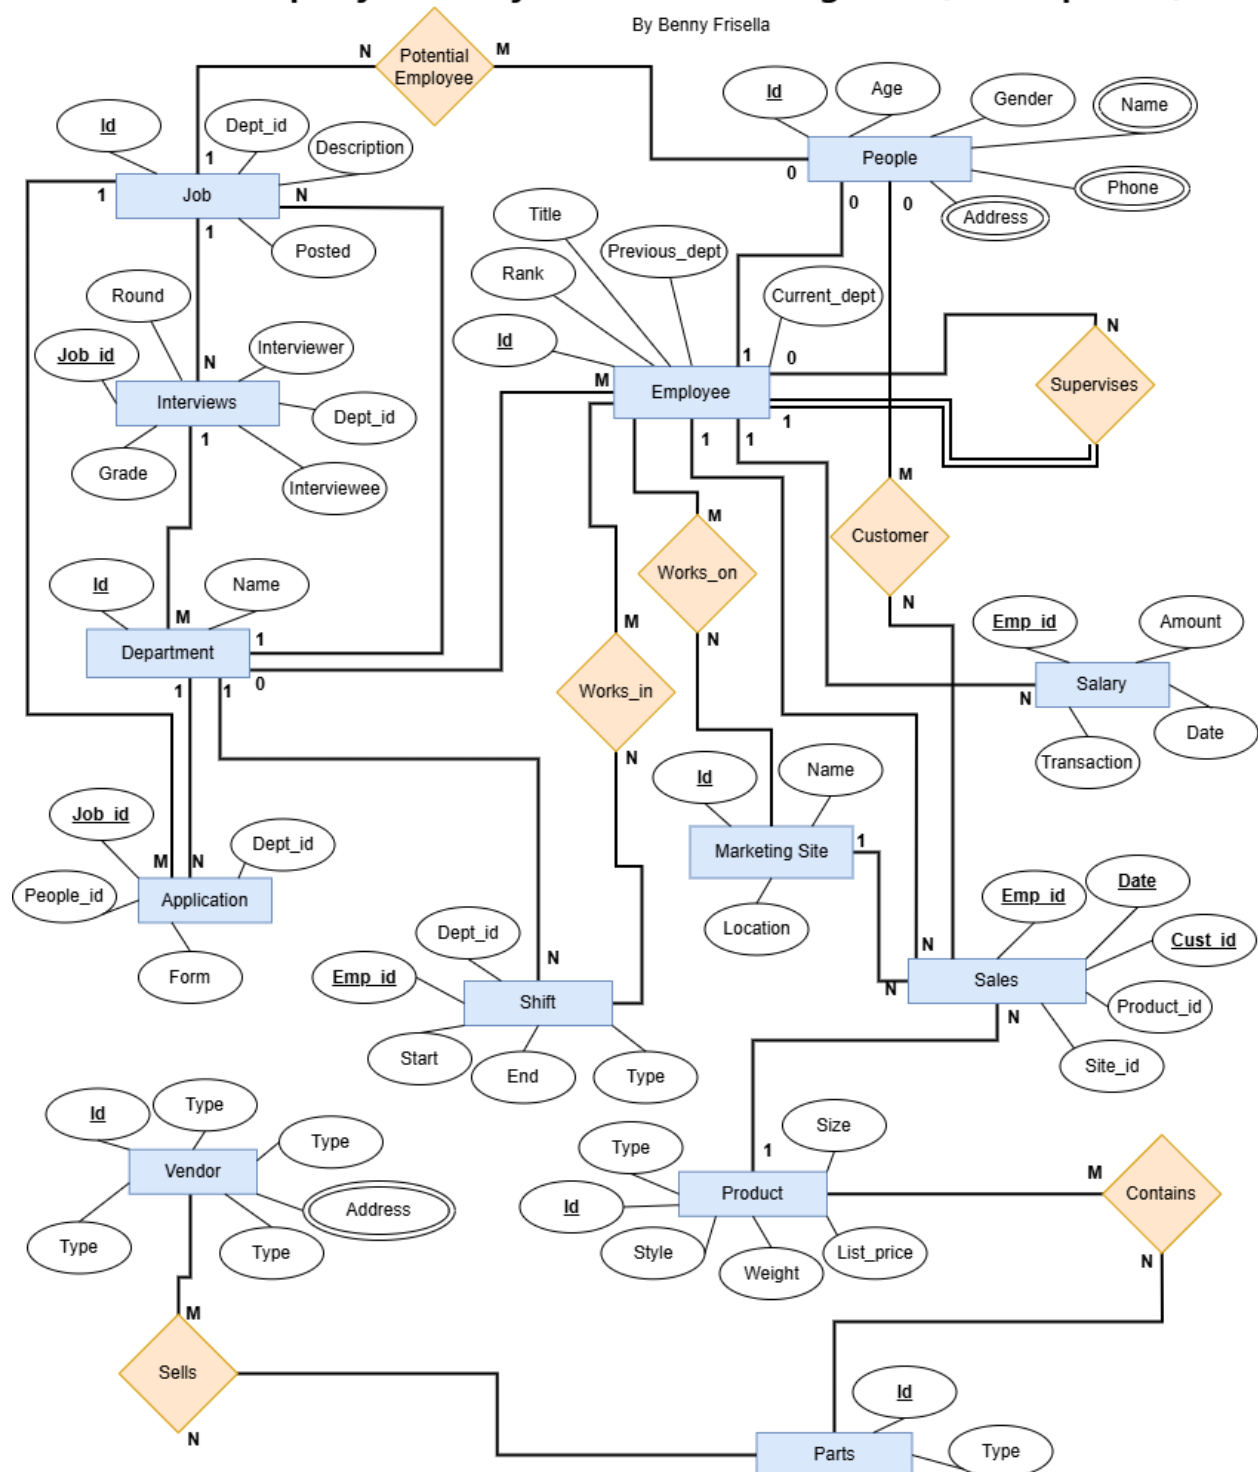 By Benny Frisella
N
Potential
Employee
M
Id
Age
Gender
Name
Id
Dept_id
Description
1
People
0
Phone
1
Job
N
0
0
Address
Title
1
Posted
Previous_dept
Rank
Current_dept
Round
Id
N
Job_id
Interviewer
N
1
0
M
Employee
Supervises
Interviews
Dept_id
1
1
1
1
Grade
Interviewee
M
M
Customer
Works_on
Id
Name
N
M
M
N
Emp_id
Amount
1
Department
0
1
1
Works_in
Salary
N
Date
N
Id
Name
Transaction
Job_id
Dept_id
1
Marketing Site
M
N
People_id
Application
Emp_id
Date
Location
Dept_id
N
Cust_id
Form
N
Emp_id
N
Sales
Shift
Product_id
N
Start
End
Type
Site_id
Id
Type
Size
Type
Type
1
Vendor
M
Product
Contains
Id
Address
Type
Type
Style
List_price
Weight
N
M
Sells
Id
N
Parts
Type